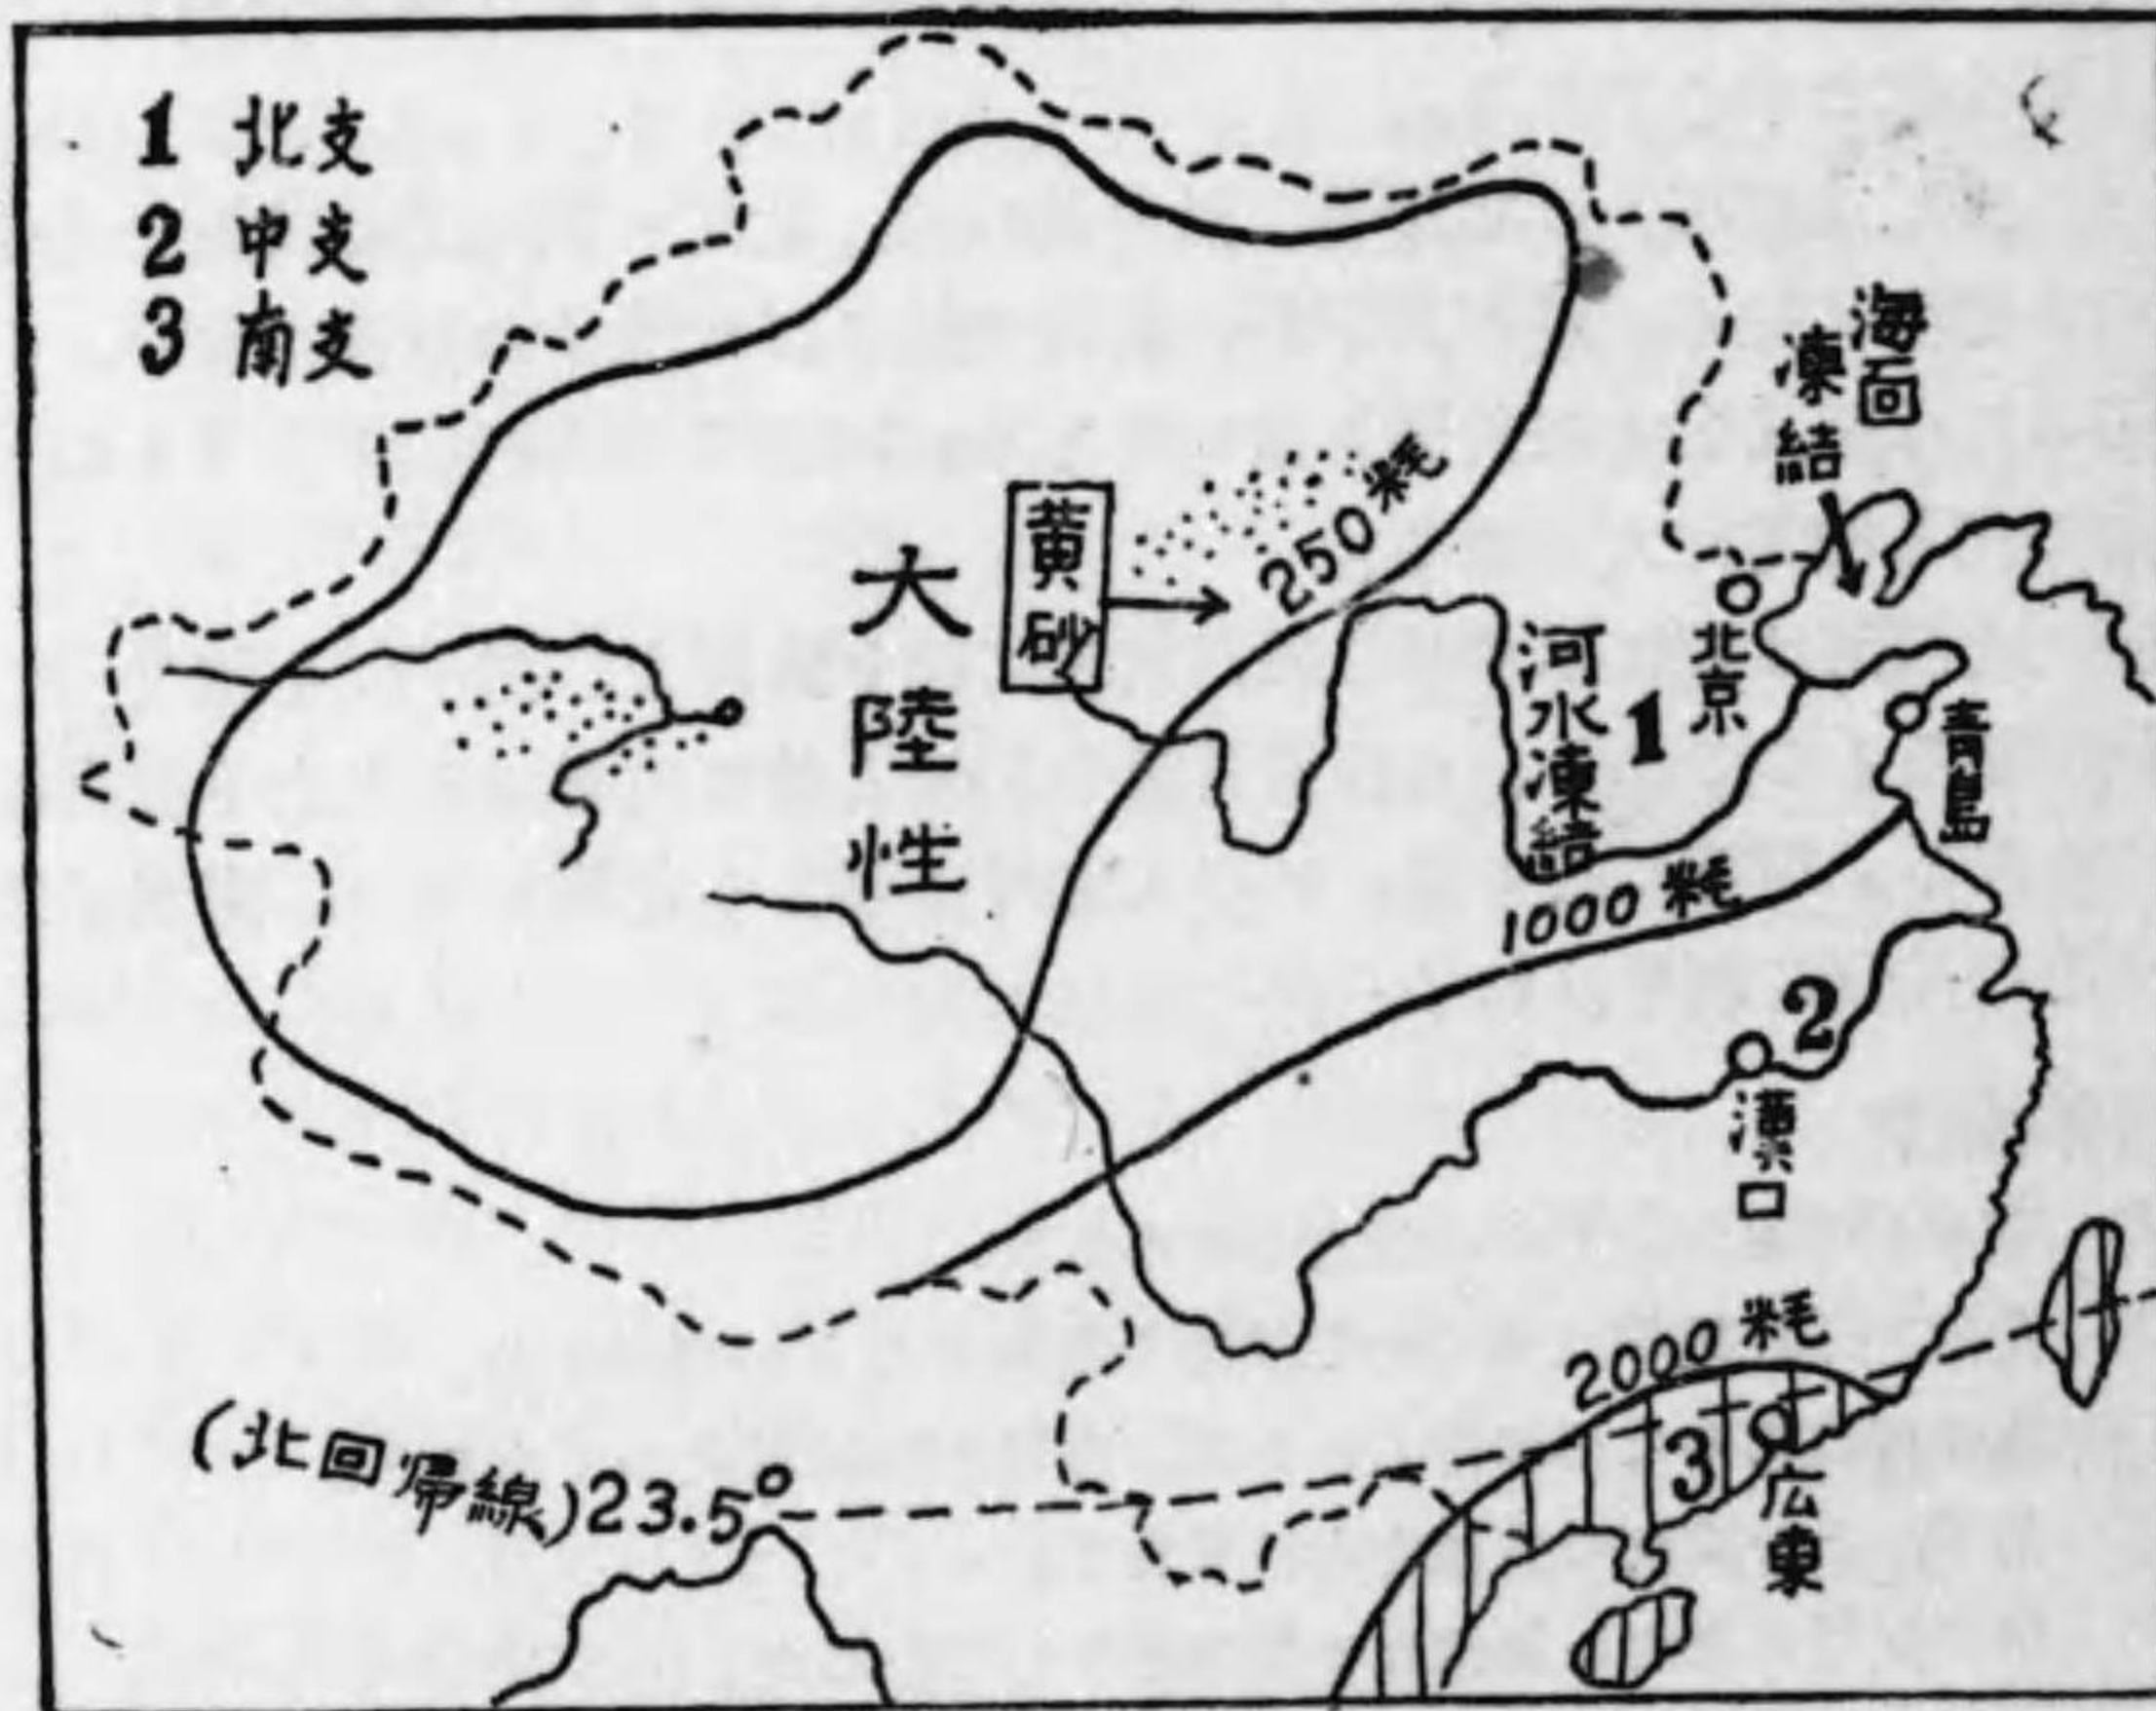 1 北支
2 中支
3 南支
海面
凍結
250粍
黄砂
大陸性
北京
河水凍結
1
青島
1000粍
2
漢口
2000粍
(北回帰線)23.5°
3
広東